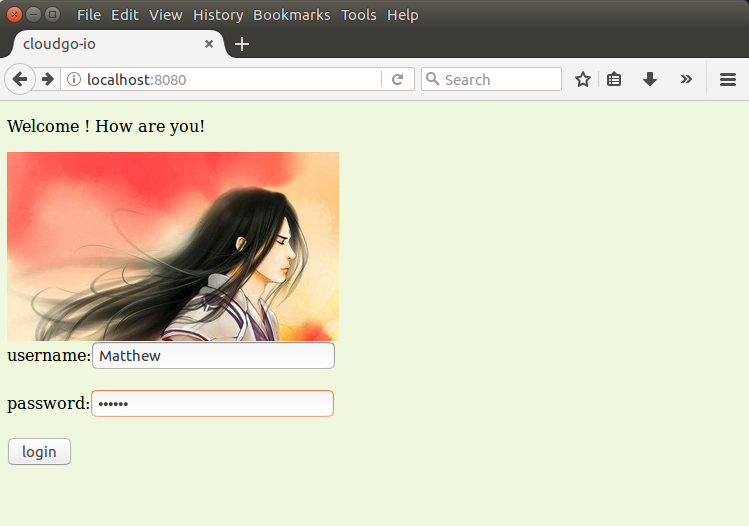 File Edit View History Bookmarks Tools Help
cloudgo-io
localhost:8080 Search
Welcome ! How are you!
username: Matthew
password: ••••••
login